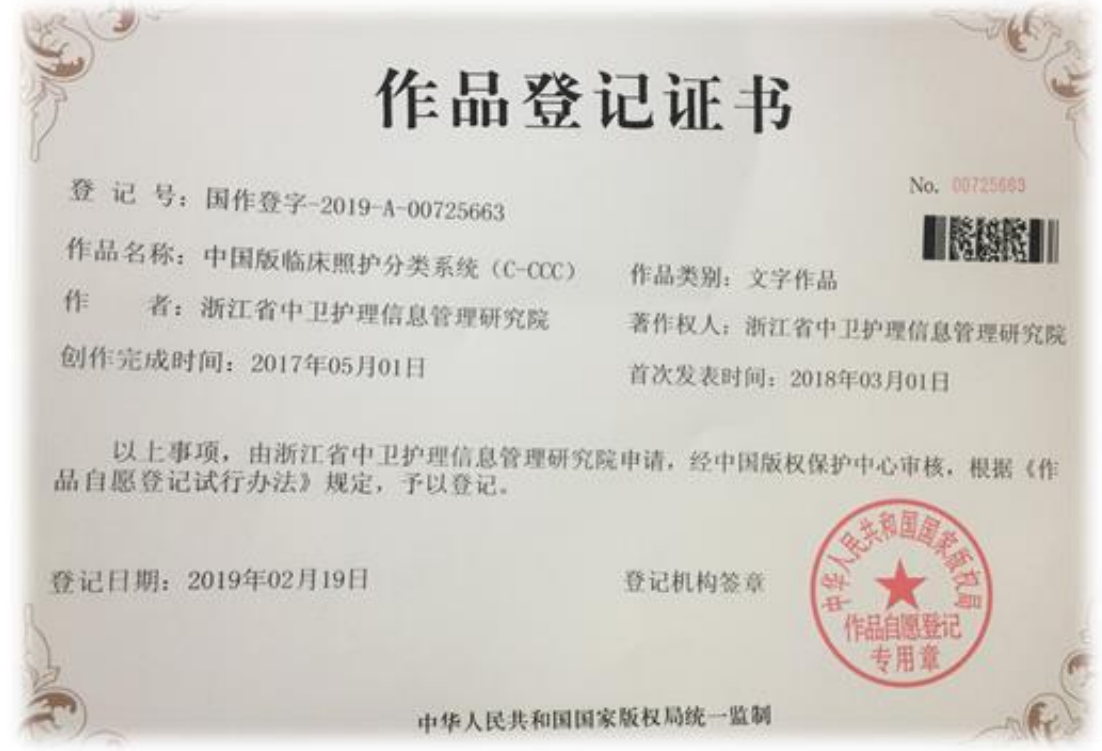 作品登记证书
No. 00725663
登 记 号：国作登字-2019-A-00725663
作品名称：中国版临床照护分类系统（C-CCC）
作品类别：文字作品
作 者：浙江省中卫护理信息管理研究院
著作权人：浙江省中卫护理信息管理研究院
创作完成时间：2017年05月01日
首次发表时间：2018年03月01日
以上事项，由浙江省中卫护理信息管理研究院申请，经中国版权保护中心审核，根据《作
品自愿登记试行办法》规定，予以登记。
登记日期：2019年02月19日
登记机构签章
中华人民共和国国家版权局
作品自愿登记
专用章
中华人民共和国国家版权局统一监制